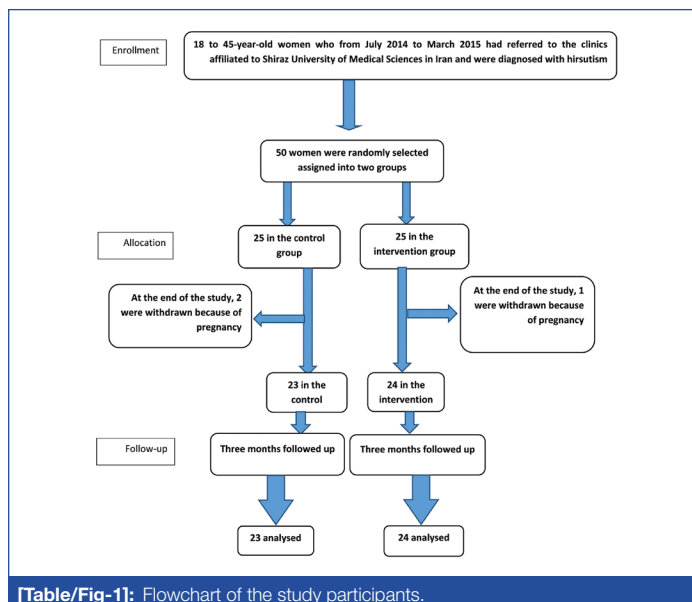 Enrollment
18 to 45-year-old women who from July 2014 to March 2015 had referred to the clinics
affiliated to Shiraz University of Medical Sciences in Iran and were diagnosed with hirsutism
50 women were randomly selected
assigned into two groups
Allocation
25 in the control
group
25 in the
intervention group
At the end of the study, 2
were withdrawn because of
pregnancy
At the end of the study, 1
were withdrawn because
of pregnancy
23 in the
control
24 in the
intervention
Follow-up
Three months followed up
Three months followed up
23 analysed
24 analysed
[Table/Fig-1]: Flowchart of the study participants.